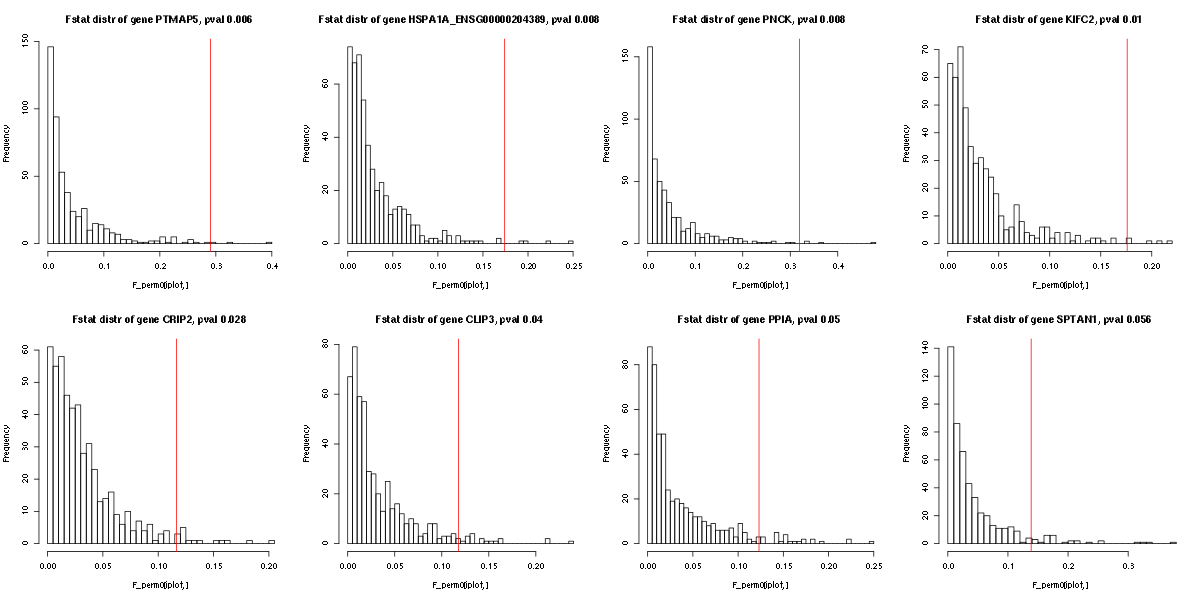 Fstat distr of gene PTMAP5, pval 0.006
Frequency
0 50 100 150
0.0 0.1 0.2 0.3 0.4
F_perm0[iplot, ]
Fstat distr of gene HSPA1A_ENSG00000204389, pval 0.008
Frequency
0 20 40 60
0.00 0.05 0.10 0.15 0.20 0.25
F_perm0[iplot, ]
Fstat distr of gene PNCK, pval 0.008
Frequency
0 50 100 150
0.0 0.1 0.2 0.3 0.4
F_perm0[iplot, ]
Fstat distr of gene KIFC2, pval 0.01
Frequency
0 10 20 30 40 50 60 70
0.00 0.05 0.10 0.15 0.20
F_perm0[iplot, ]
Fstat distr of gene CRIP2, pval 0.028
Frequency
0 10 20 30 40 50 60
0.00 0.05 0.10 0.15 0.20
F_perm0[iplot, ]
Fstat distr of gene CLIP3, pval 0.04
Frequency
0 20 40 60 80
0.00 0.05 0.10 0.15 0.20
F_perm0[iplot, ]
Fstat distr of gene PPIA, pval 0.05
Frequency
0 20 40 60 80
0.00 0.05 0.10 0.15 0.20 0.25
F_perm0[iplot, ]
Fstat distr of gene SPTAN1, pval 0.056
Frequency
0 20 40 60 80 100 120 140
0.0 0.1 0.2 0.3
F_perm0[iplot, ]